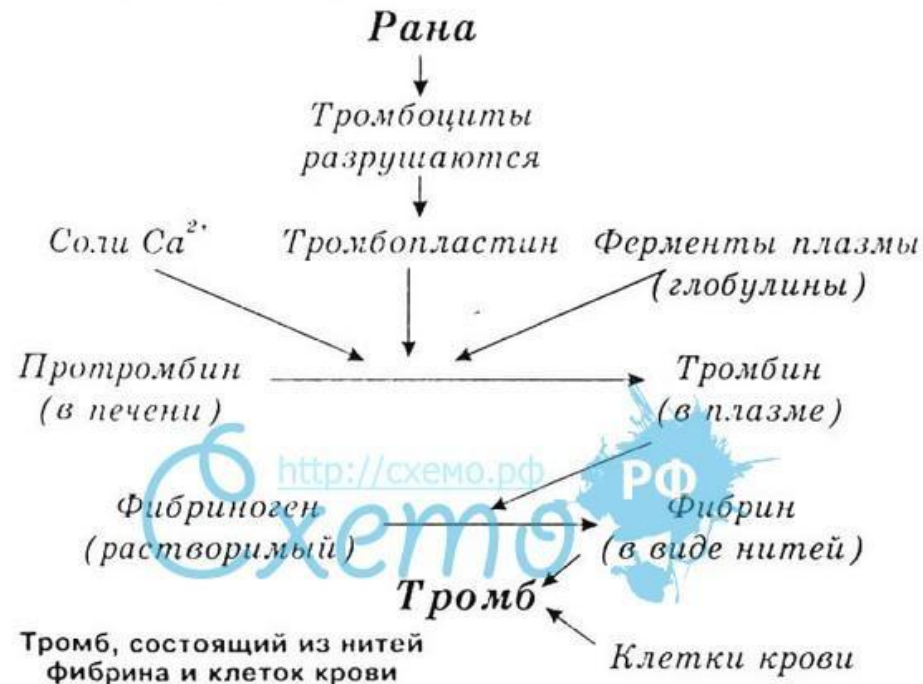 Рана
Тромбоциты
разрушаются
Соли Ca²⁺ Тромбопластин Ферменты плазмы
(глобулины)
Протромбин Тромбин
(в печени) (в плазме)
http://схемо.рф
Схемо РФ
Фибриноген Фибрин
(растворимый) (в виде нитей)
Тромб
Тромб, состоящий из нитей
фибрина и клеток крови
Клетки крови